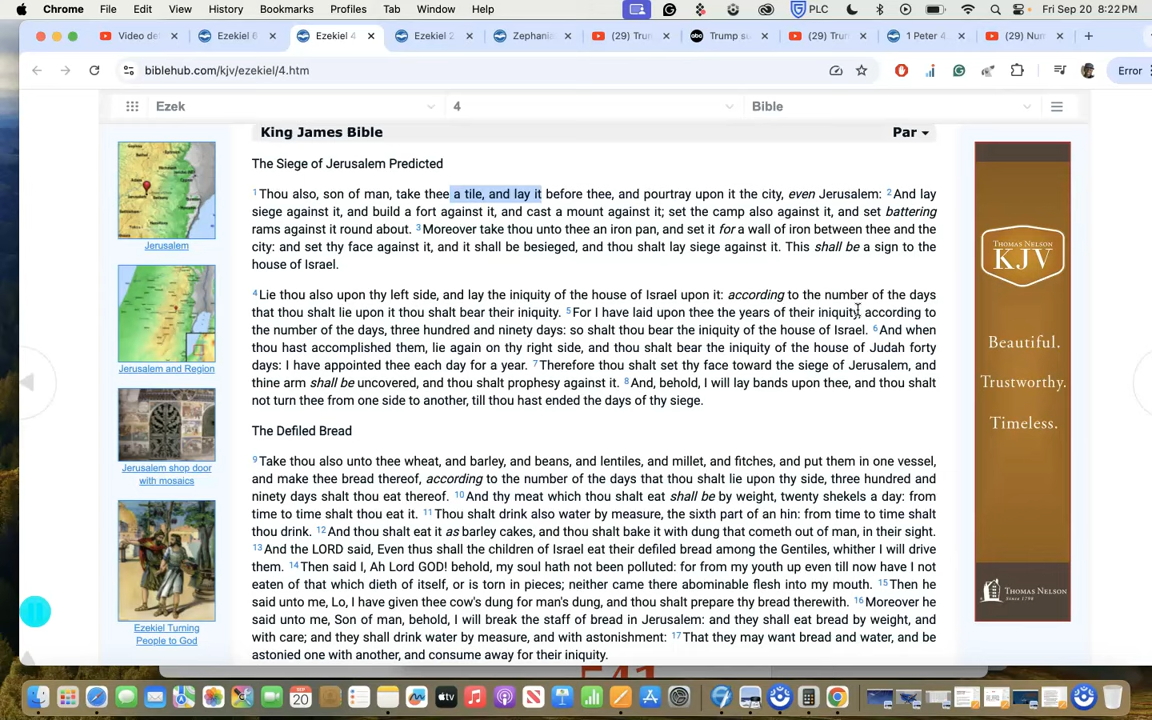 Chrome File Edit View History Bookmarks Profiles Tab Window Help PLC Fri Sep 20 8:22 PM
Video de Ezekiel 6 Ezekiel 4 Ezekiel 2 Zephania (29) Trun Trump su (29) Trun 1 Peter 4 (29) Num
biblehub.com/kjv/ezekiel/4.htm Error
Ezek 4 Bible
King James Bible Par
The Siege of Jerusalem Predicted
1Thou also, son of man, take thee a tile, and lay it before thee, and pourtray upon it the city, even Jerusalem: 2And lay
siege against it, and build a fort against it, and cast a mount against it; set the camp also against it, and set battering
rams against it round about. 3Moreover take thou unto thee an iron pan, and set it for a wall of iron between thee and the
city: and set thy face against it, and it shall be besieged, and thou shalt lay siege against it. This shall be a sign to the
house of Israel.
4Lie thou also upon thy left side, and lay the iniquity of the house of Israel upon it: according to the number of the days
that thou shalt lie upon it thou shalt bear their iniquity. 5For I have laid upon thee the years of their iniquity, according to
the number of the days, three hundred and ninety days: so shalt thou bear the iniquity of the house of Israel. 6And when
thou hast accomplished them, lie again on thy right side, and thou shalt bear the iniquity of the house of Judah forty
days: I have appointed thee each day for a year. 7Therefore thou shalt set thy face toward the siege of Jerusalem, and
thine arm shall be uncovered, and thou shalt prophesy against it. 8And, behold, I will lay bands upon thee, and thou shalt
not turn thee from one side to another, till thou hast ended the days of thy siege.
The Defiled Bread
9Take thou also unto thee wheat, and barley, and beans, and lentiles, and millet, and fitches, and put them in one vessel,
and make thee bread thereof, according to the number of the days that thou shalt lie upon thy side, three hundred and
ninety days shalt thou eat thereof. 10And thy meat which thou shalt eat shall be by weight, twenty shekels a day: from
time to time shalt thou eat it. 11Thou shalt drink also water by measure, the sixth part of an hin: from time to time shalt
thou drink. 12And thou shalt eat it as barley cakes, and thou shalt bake it with dung that cometh out of man, in their sight.
13And the LORD said, Even thus shall the children of Israel eat their defiled bread among the Gentiles, whither I will drive
them. 14Then said I, Ah Lord GOD! behold, my soul hath not been polluted: for from my youth up even till now have I not
eaten of that which dieth of itself, or is torn in pieces; neither came there abominable flesh into my mouth. 15Then he
said unto me, Lo, I have given thee cow's dung for man's dung, and thou shalt prepare thy bread therewith. 16Moreover he
said unto me, Son of man, behold, I will break the staff of bread in Jerusalem: and they shall eat bread by weight, and
with care; and they shall drink water by measure, and with astonishment: 17That they may want bread and water, and be
astonied one with another, and consume away for their iniquity.
Jerusalem
Jerusalem and Region
Jerusalem shop door
with mosaics
Ezekiel Turning
People to God
THOMAS NELSON
KJV
Beautiful.
Trustworthy.
Timeless.
THOMAS NELSON
Since 1798
20
tv